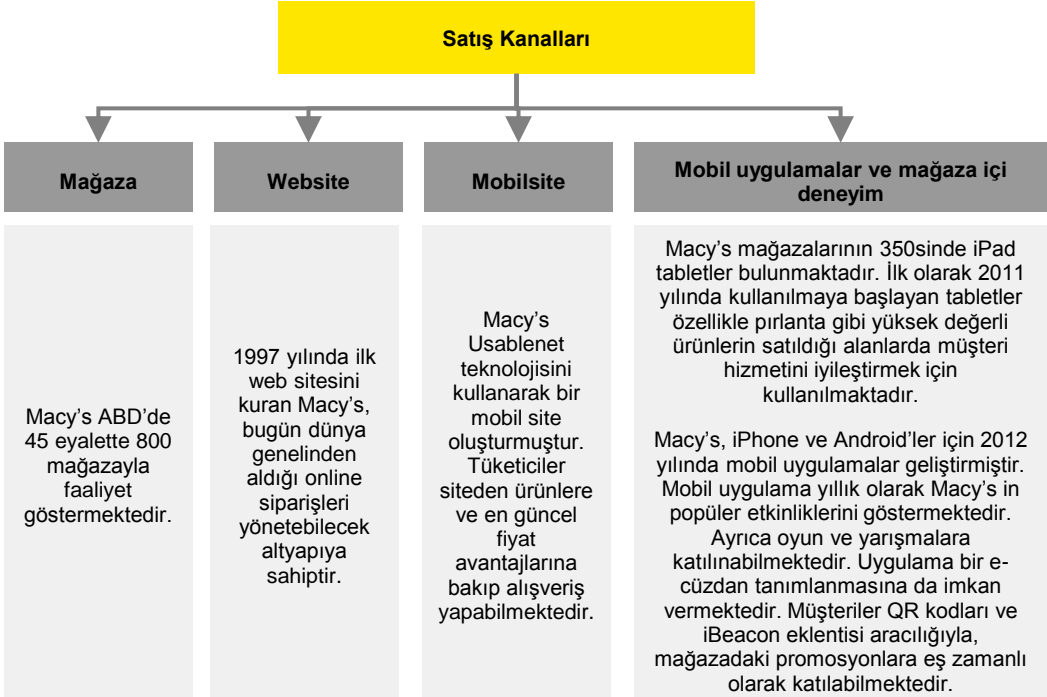 Satış Kanalları
Mağaza
Website
Mobilsite
Mobil uygulamalar ve mağaza içi
deneyim
Macy's ABD'de
45 eyalette 800
mağazayla
faaliyet
göstermektedir.
1997 yılında ilk
web sitesini
kuran Macy's,
bugün dünya
genelinden
aldığı online
siparişleri
yönetebilecek
altyapıya
sahiptir.
Macy's
Usablenet
teknolojisini
kullanarak bir
mobil site
oluşturmuştur.
Tüketiciler
siteden ürünlere
ve en güncel
fiyat
avantajlarına
bakıp alışveriş
yapabilmektedir.
Macy's mağazalarının 350sinde iPad
tabletler bulunmaktadır. İlk olarak 2011
yılında kullanılmaya başlayan tabletler
özellikle pırlanta gibi yüksek değerli
ürünlerin satıldığı alanlarda müşteri
hizmetini iyileştirmek için
kullanılmaktadır.
Macy's, iPhone ve Android'ler için 2012
yılında mobil uygulamalar geliştirmiştir.
Mobil uygulama yıllık olarak Macy's in
popüler etkinliklerini göstermektedir.
Ayrıca oyun ve yarışmalara
katılınabilmektedir. Uygulama bir e-
cüzdan tanımlanmasına da imkan
vermektedir. Müşteriler QR kodları ve
iBeacon eklentisi aracılığıyla,
mağazadaki promosyonlara eş zamanlı
olarak katılabilmektedir.